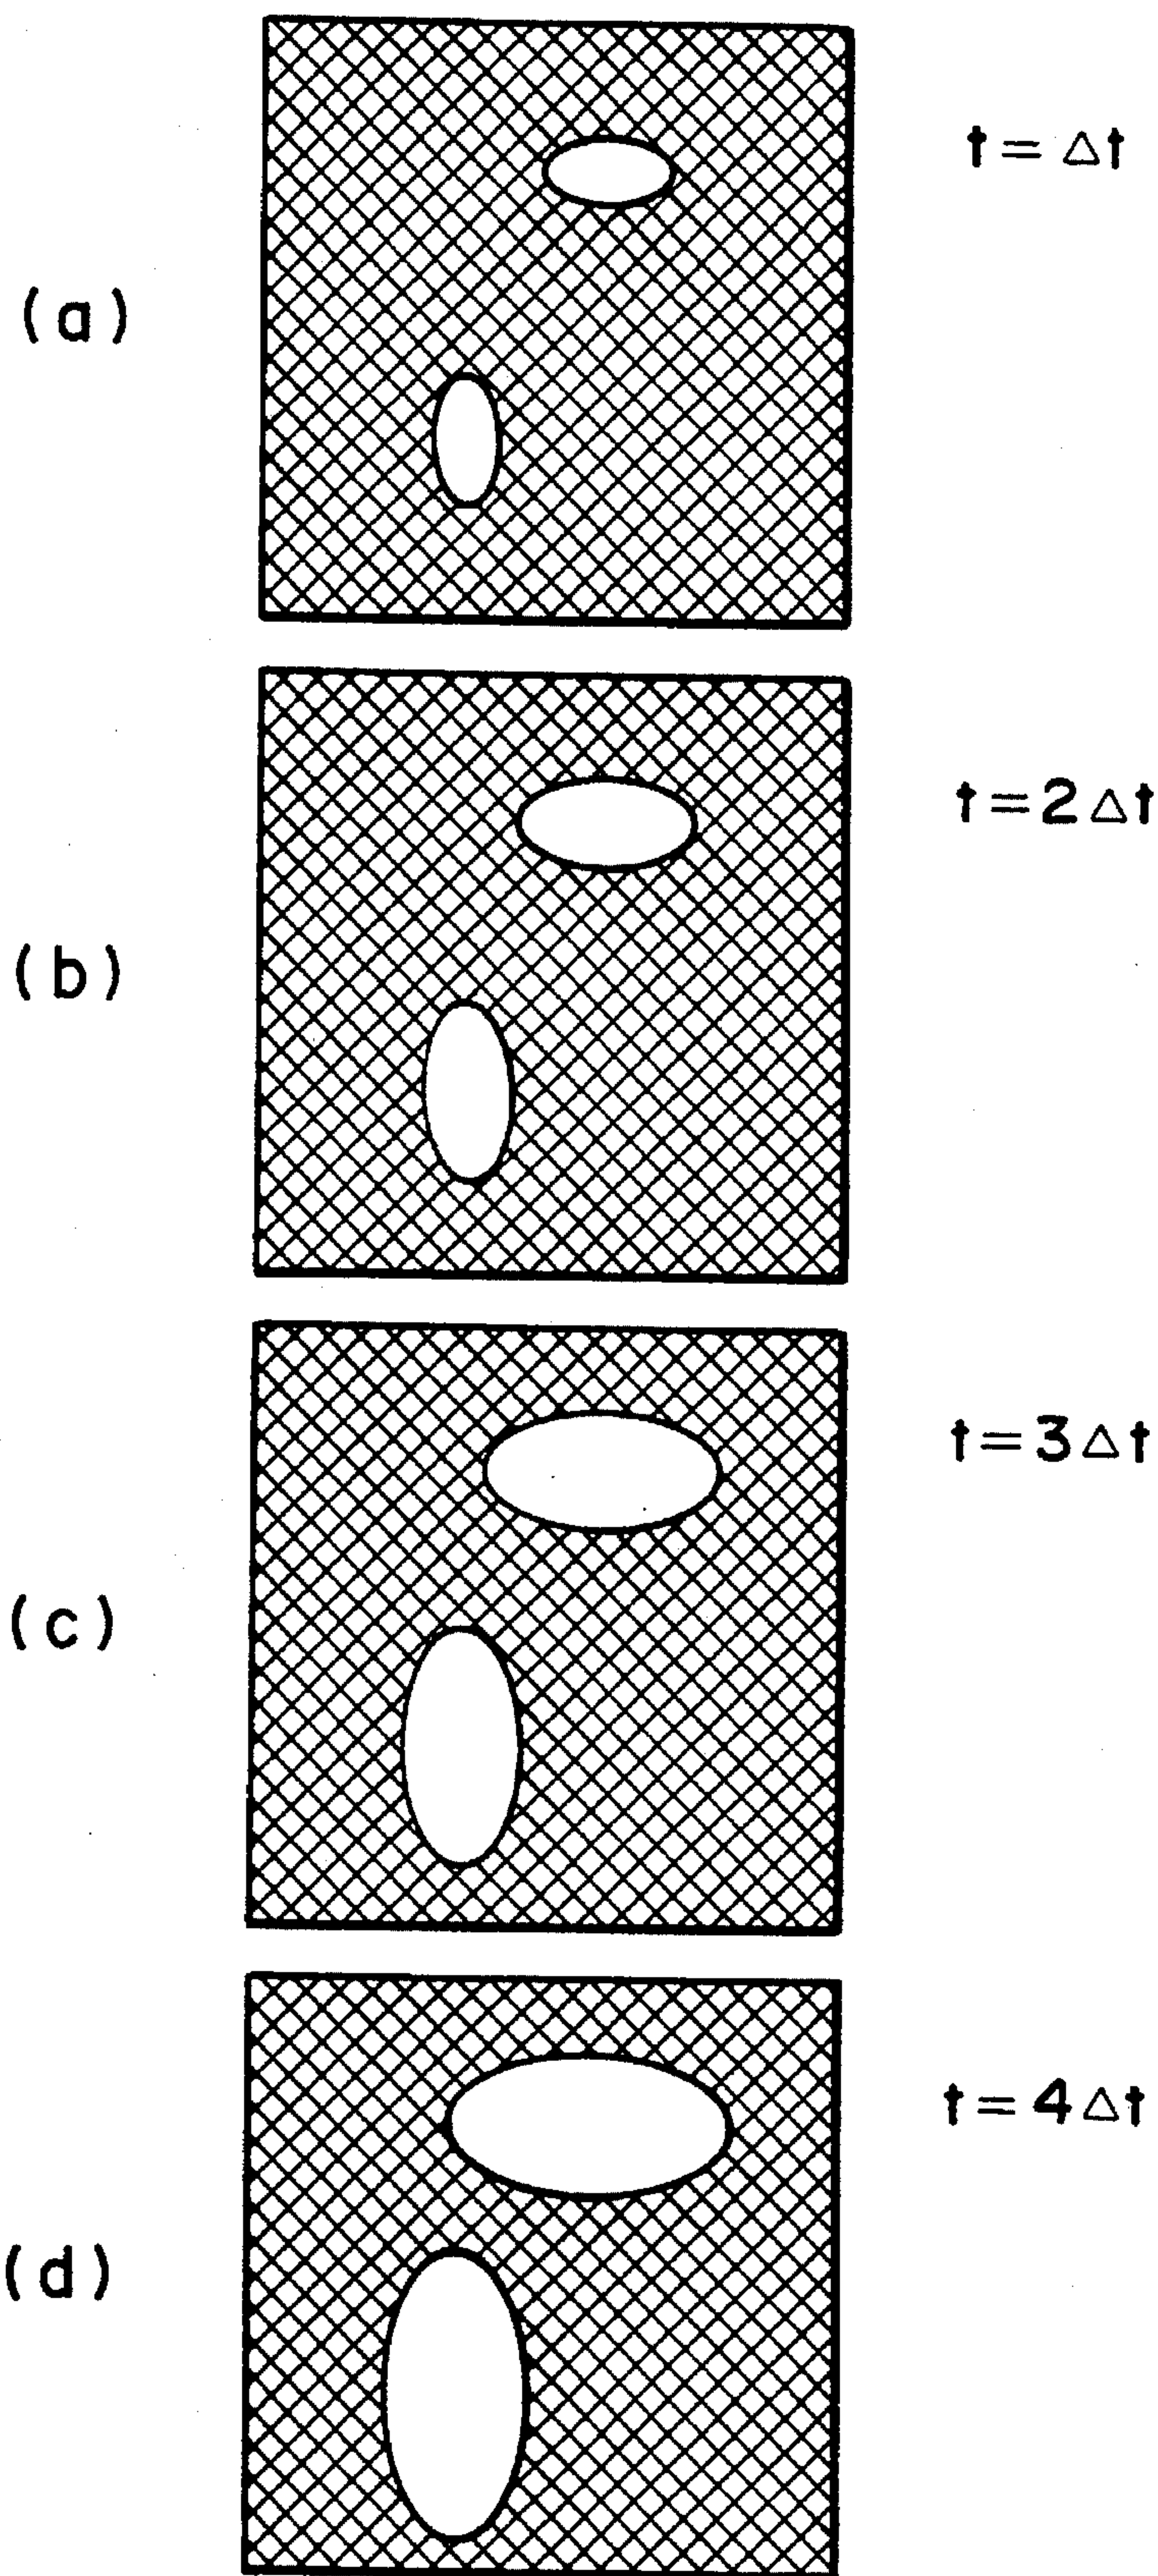 t = Δt
(a)
t = 2Δt
(b)
t = 3Δt
(c)
t = 4Δt
(d)